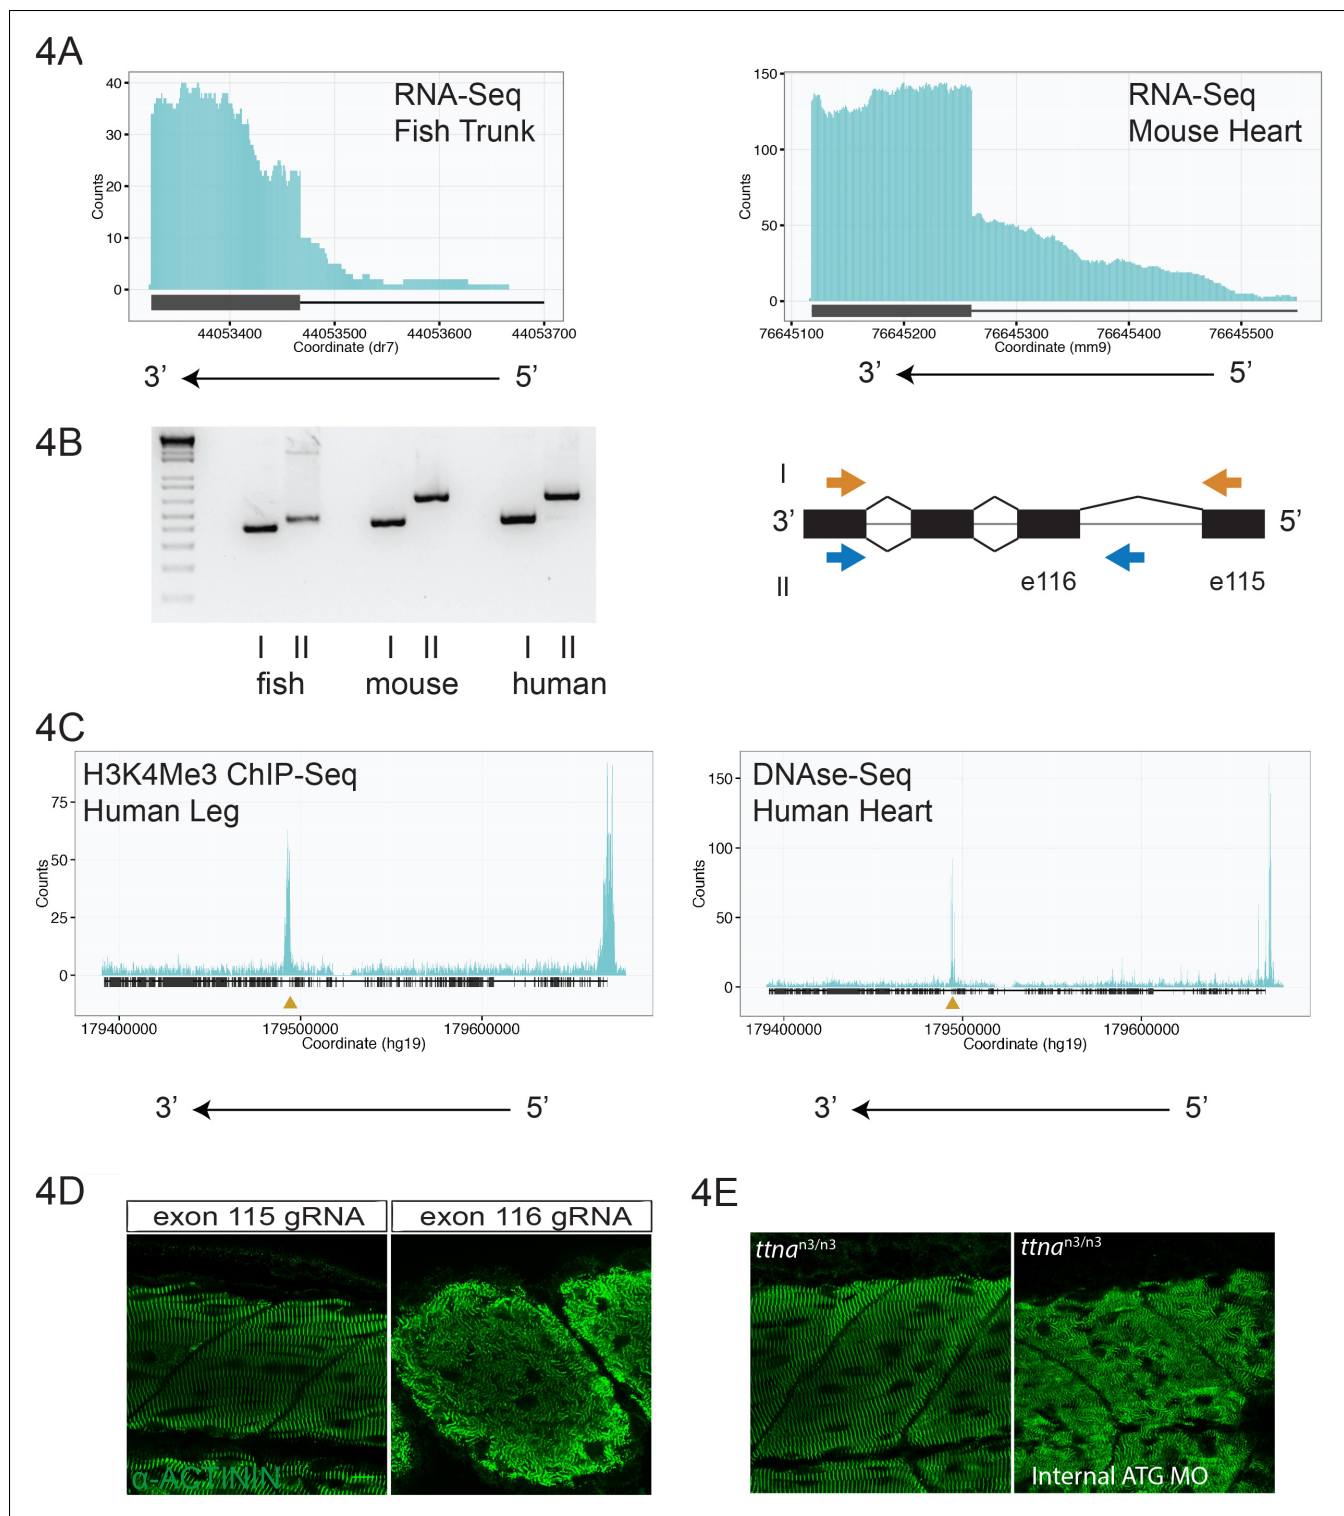 4A
RNA-Seq
Fish Trunk
40
30
20
10
0
Counts
44053400 44053500 44053600 44053700
Coordinate (dr7)
3’ 5’
RNA-Seq
Mouse Heart
150
100
50
0
Counts
76645100 76645200 76645300 76645400 76645500
Coordinate (mm9)
3’ 5’
4B
I II I II I II
fish mouse human
I
3’ 5’
e116 e115
II
4C
H3K4Me3 ChIP-Seq
Human Leg
75
50
25
0
Counts
179400000 179500000 179600000
Coordinate (hg19)
3’ 5’
DNAse-Seq
Human Heart
150
100
50
0
Counts
179400000 179500000 179600000
Coordinate (hg19)
3’ 5’
4D
exon 115 gRNA exon 116 gRNA
α-ACTININ
4E
ttna n3/n3 ttna n3/n3
Internal ATG MO